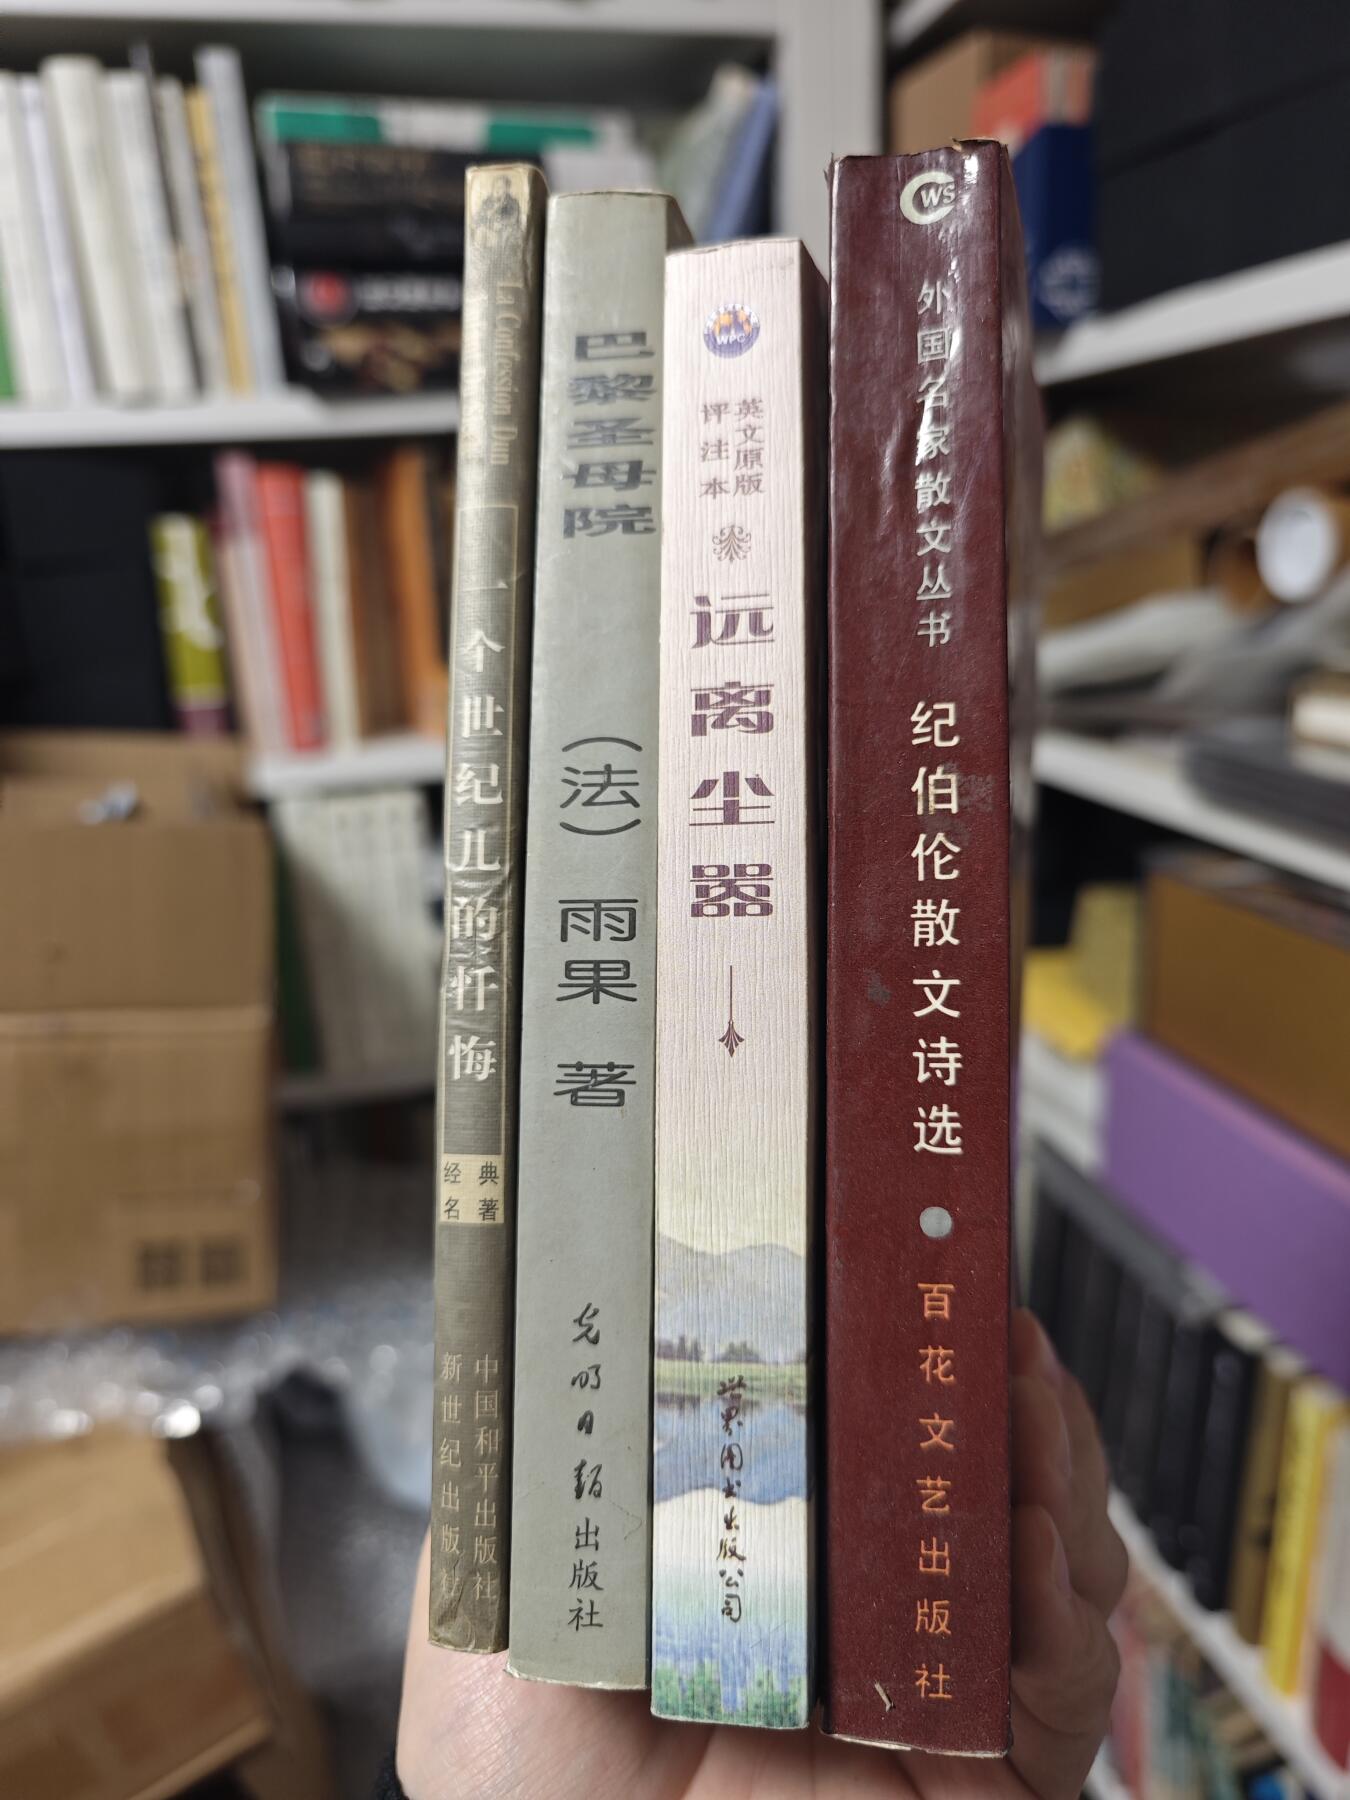 La Confession D'un
一个世纪儿的忏悔
经典
名著
中国和平出版社
新世纪出版社
巴黎圣母院
(法) 雨果 著
光明日报出版社
WPC
英文原版
评注本
远离尘嚣
世界图书出版公司
WS
外国名家散文丛书
纪伯伦散文诗选
百花文艺出版社